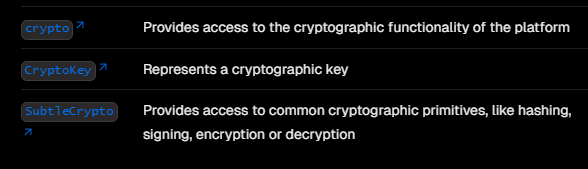 crypto Provides access to the cryptographic functionality of the platform
CryptoKey Represents a cryptographic key
SubtleCrypto Provides access to common cryptographic primitives, like hashing,
signing, encryption or decryption